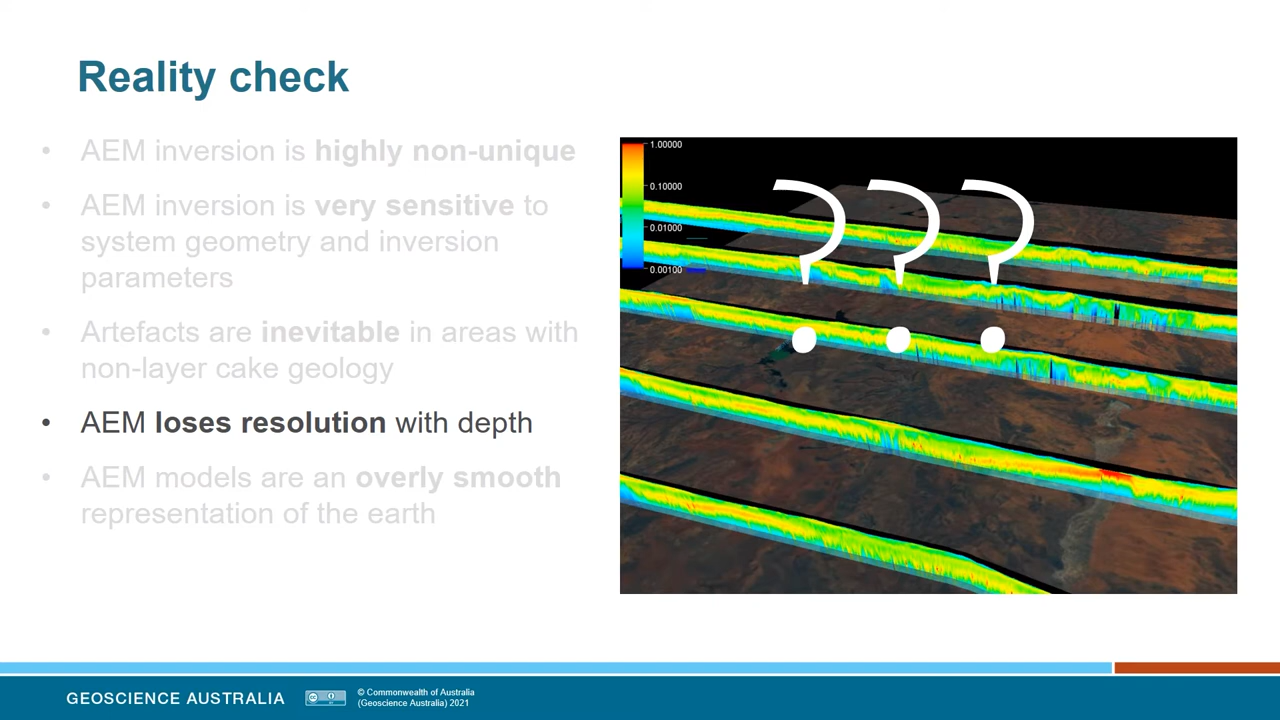 Reality check
• AEM inversion is highly non-unique
• AEM inversion is very sensitive to
system geometry and inversion
parameters
• Artefacts are inevitable in areas with
non-layer cake geology
• AEM loses resolution with depth
• AEM models are an overly smooth
representation of the earth
1.00000
0.10000
0.01000
0.00100
???
GEOSCIENCE AUSTRALIA
cc BY
© Commonwealth of Australia
(Geoscience Australia) 2021